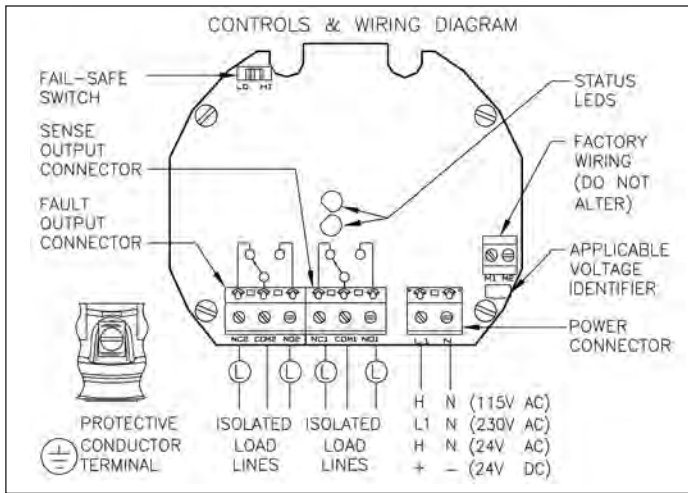 CONTROLS & WIRING DIAGRAM
FAIL-SAFE
SWITCH
LO HI
STATUS
LEDS
SENSE
OUTPUT
CONNECTOR
FACTORY
WIRING
(DO NOT
ALTER)
FAULT
OUTPUT
CONNECTOR
H1 N2
APPLICABLE
VOLTAGE
IDENTIFIER
POWER
CONNECTOR
NC2 COM2 NO2 NC1 COM1 NO1
L1 N
L L L L
PROTECTIVE
CONDUCTOR
TERMINAL
ISOLATED
LOAD
LINES
ISOLATED
LOAD
LINES
H N (115V AC)
L1 N (230V AC)
H N (24V AC)
+ - (24V DC)